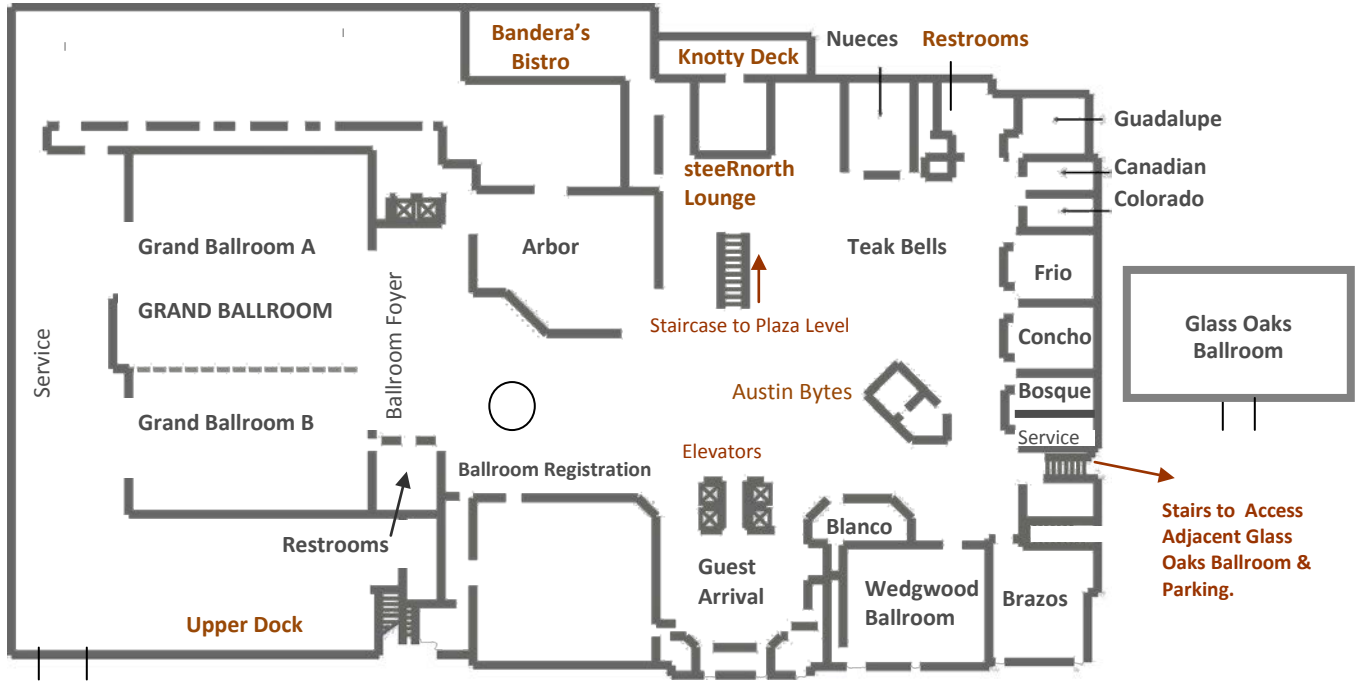 Bandera's
Bistro
Knotty Deck
Nueces
Restrooms
Guadalupe
Canadian
Colorado
steeRnorth
Lounge
Grand Ballroom A
Arbor
Teak Bells
Frio
GRAND BALLROOM
Ballroom Foyer
Service
Staircase to Plaza Level
Concho
Glass Oaks
Ballroom
Austin Bytes
Bosque
Grand Ballroom B
Service
Ballroom Registration
Elevators
Restrooms
Blanco
Stairs to Access
Adjacent Glass
Oaks Ballroom &
Parking.
Guest
Arrival
Wedgwood
Ballroom
Brazos
Upper Dock